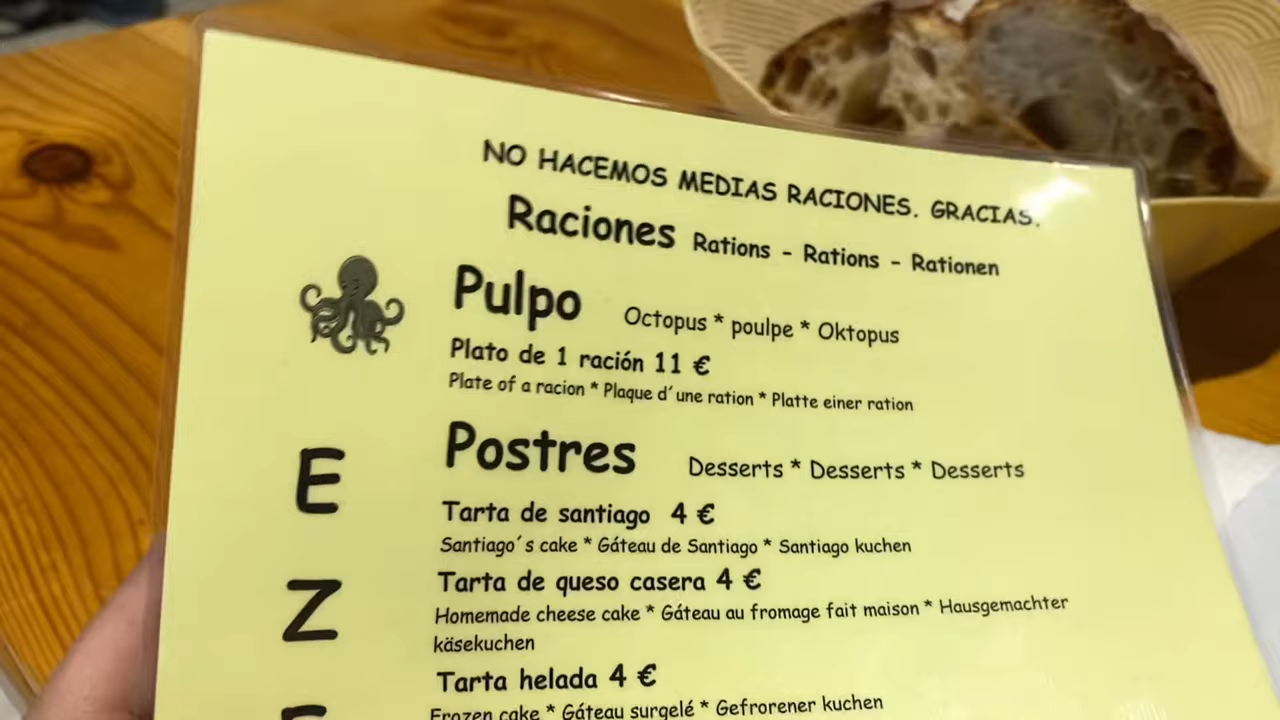 NO HACEMOS MEDIAS RACIONES. GRACIAS.
Raciones Rations - Rations - Rationen
Pulpo Octopus * poulpe * Oktopus
Plato de 1 ración 11 €
Plate of a racion * Plaque d´une ration * Platte einer ration
Postres Desserts * Desserts * Desserts
E
Tarta de santiago 4 €
Santiago´s cake * Gáteau de Santiago * Santiago kuchen
Tarta de queso casera 4 €
Z
Homemade cheese cake * Gáteau au fromage fait maison * Hausgemachter
käsekuchen
Tarta helada 4 €
Frozen cake * Gáteau surgelé * Gefrorener kuchen